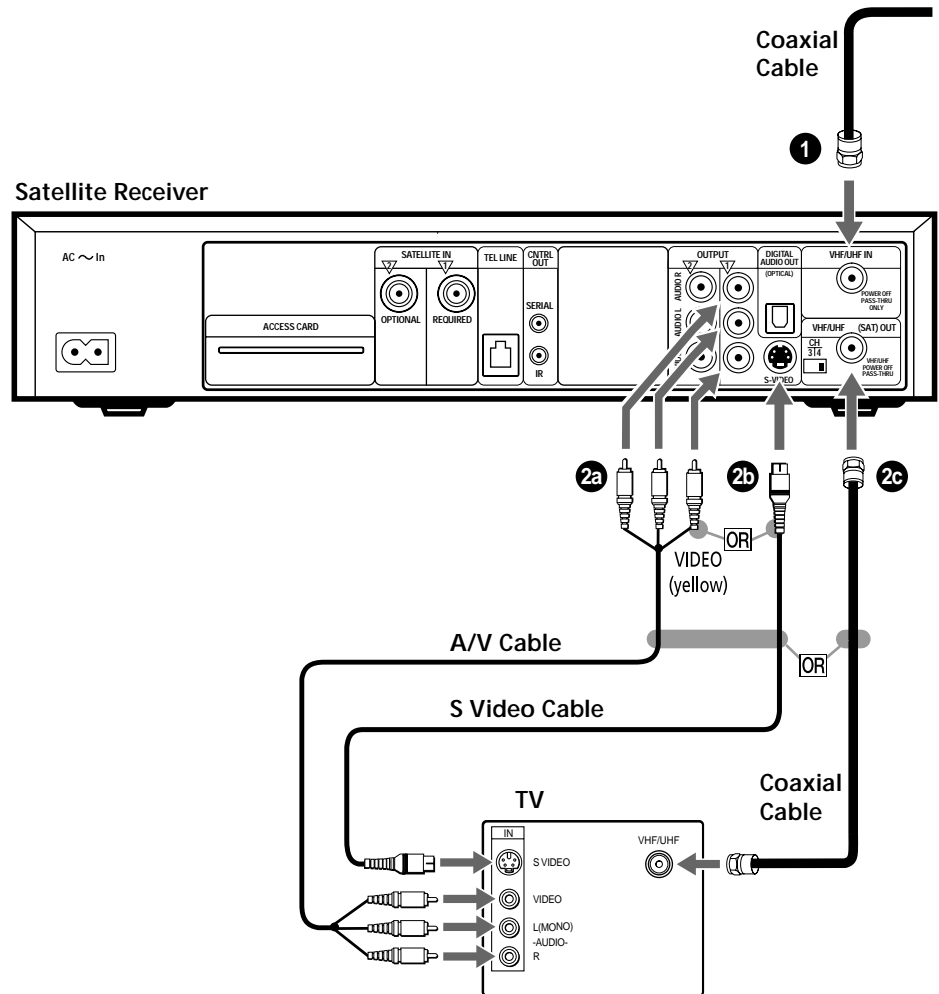 Coaxial
Cable
1
Satellite Receiver
AC In
SATELLITE IN
2
1
OPTIONAL
REQUIRED
TEL LINE
CNTRL
OUT
SERIAL
IR
ACCESS CARD
OUTPUT
2
1
AUDIO R
AUDIO L
DIGITAL
AUDIO OUT
(OPTICAL)
S-VIDEO
VHF/UHF IN
POWER OFF
PASS-THRU
ONLY
VHF/UHF (SAT) OUT
CH
3 4
VHF/UHF
POWER OFF
PASS-THRU
2a
2b
2c
OR
VIDEO
(yellow)
A/V Cable
OR
S Video Cable
Coaxial
Cable
TV
IN
S VIDEO
VIDEO
L(MONO)
-AUDIO-
R
VHF/UHF